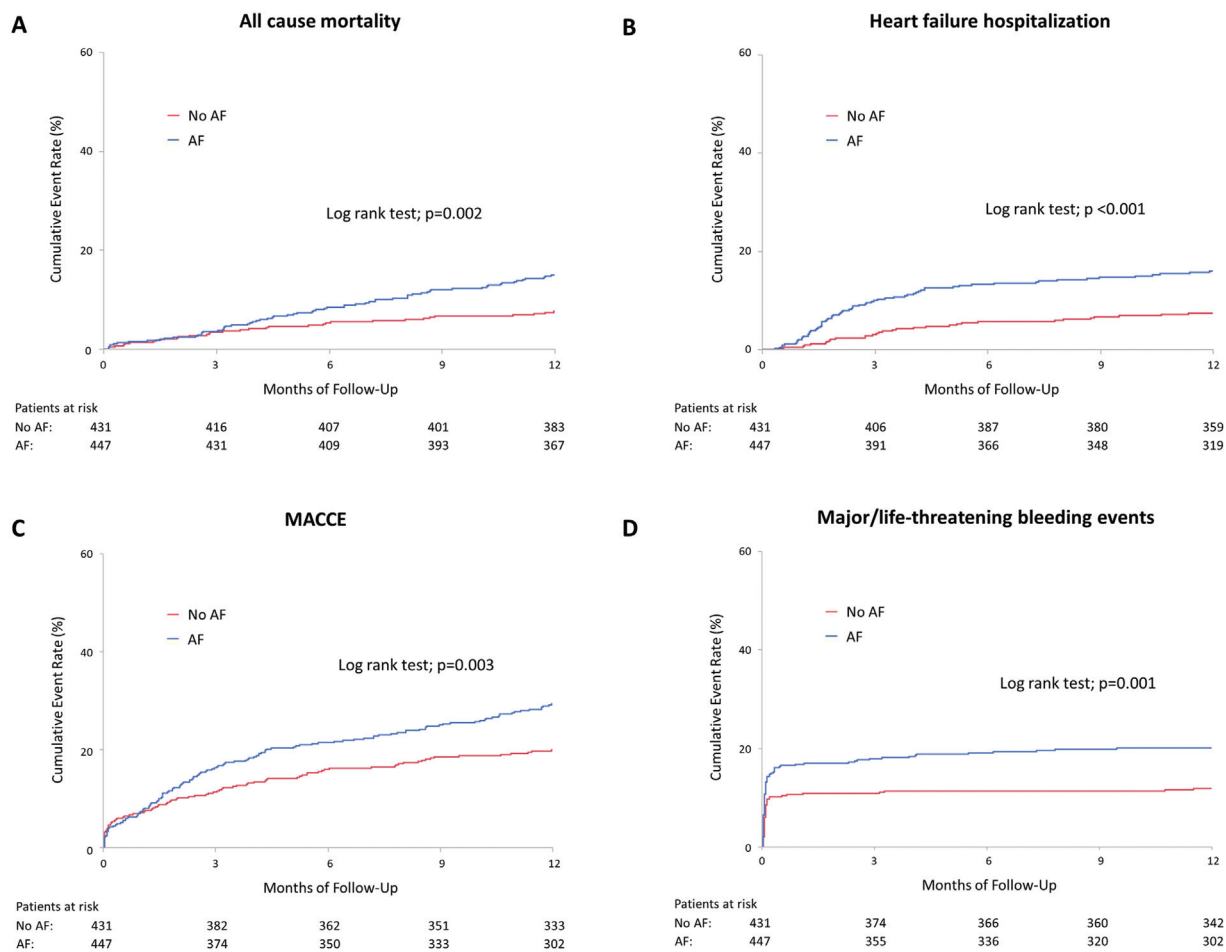 A
All cause mortality
60
40
20
0
Cumulative Event Rate (%)
No AF
AF
Log rank test; p=0.002
0 3 6 9 12
Months of Follow-Up
Patients at risk
No AF: 431 416 407 401 383
AF: 447 431 409 393 367
B
Heart failure hospitalization
60
40
20
0
Cumulative Event Rate (%)
No AF
AF
Log rank test; p <0.001
0 3 6 9 12
Months of Follow-Up
Patients at risk
No AF: 431 406 387 380 359
AF: 447 391 366 348 319
C
MACCE
60
40
20
0
Cumulative Event Rate (%)
No AF
AF
Log rank test; p=0.003
0 3 6 9 12
Months of Follow-Up
Patients at risk
No AF: 431 382 362 351 333
AF: 447 374 350 333 302
D
Major/life-threatening bleeding events
60
40
20
0
Cumulative Event Rate (%)
No AF
AF
Log rank test; p=0.001
0 3 6 9 12
Months of Follow-Up
Patients at risk
No AF: 431 374 366 360 342
AF: 447 355 336 320 302